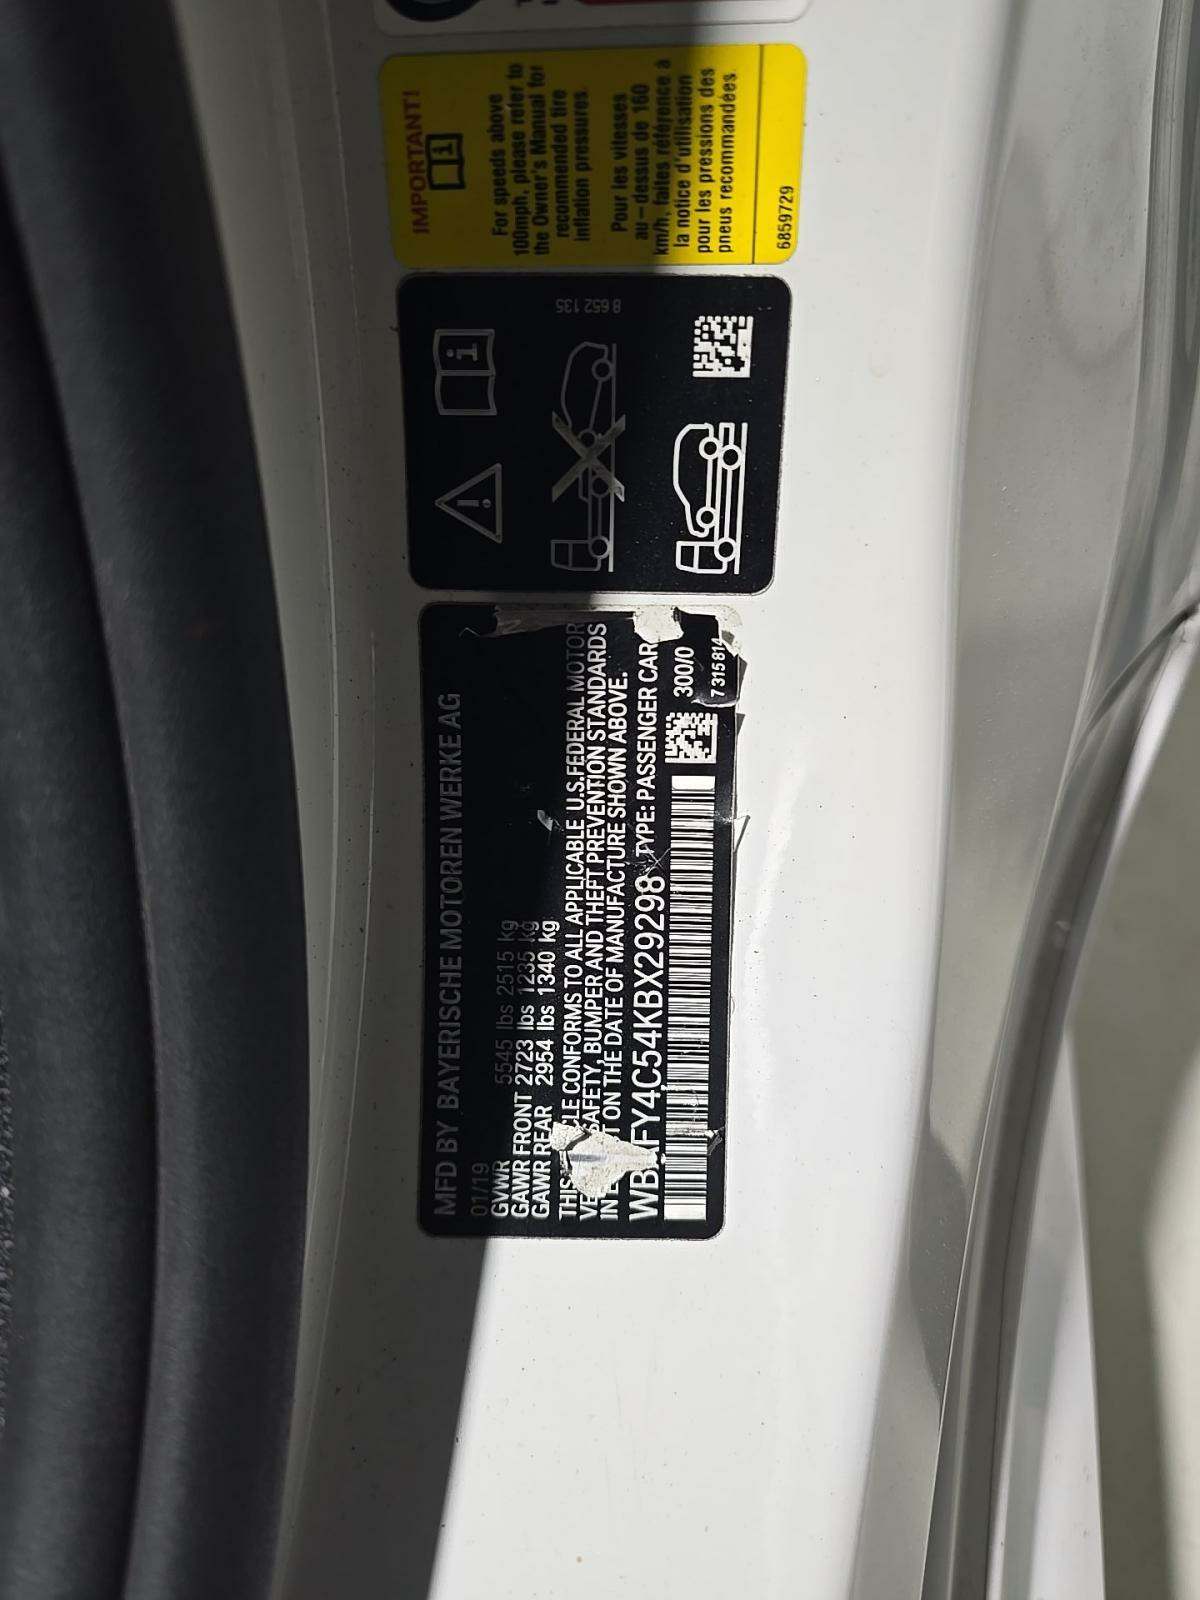 IMPORTANT!
For speeds above
100mph, please refer to
the Owner's Manual for
recommended tire
inflation pressures.
Pour les vitesses
au-dessus de 160
km/h, faites référence à
la notice d'utilisation
pour les pressions des
pneus recommandées
6859729
8 652 135
MFD BY BAYERISCHE MOTOREN WERKE AG
01/19
GVWR 5545 lbs 2515 kg
GAWR FRONT 2723 lbs 1235 kg
GAWR REAR 2954 lbs 1340 kg
CONFORMS TO ALL APPLICABLE U.S.FEDERAL MOTOR
SAFETY, BUMPER AND THEFT PREVENTION STANDARDS
IN ON THE DATE OF MANUFACTURE SHOWN ABOVE.
TYPE: PASSENGER CAR
300/0
7 315 814